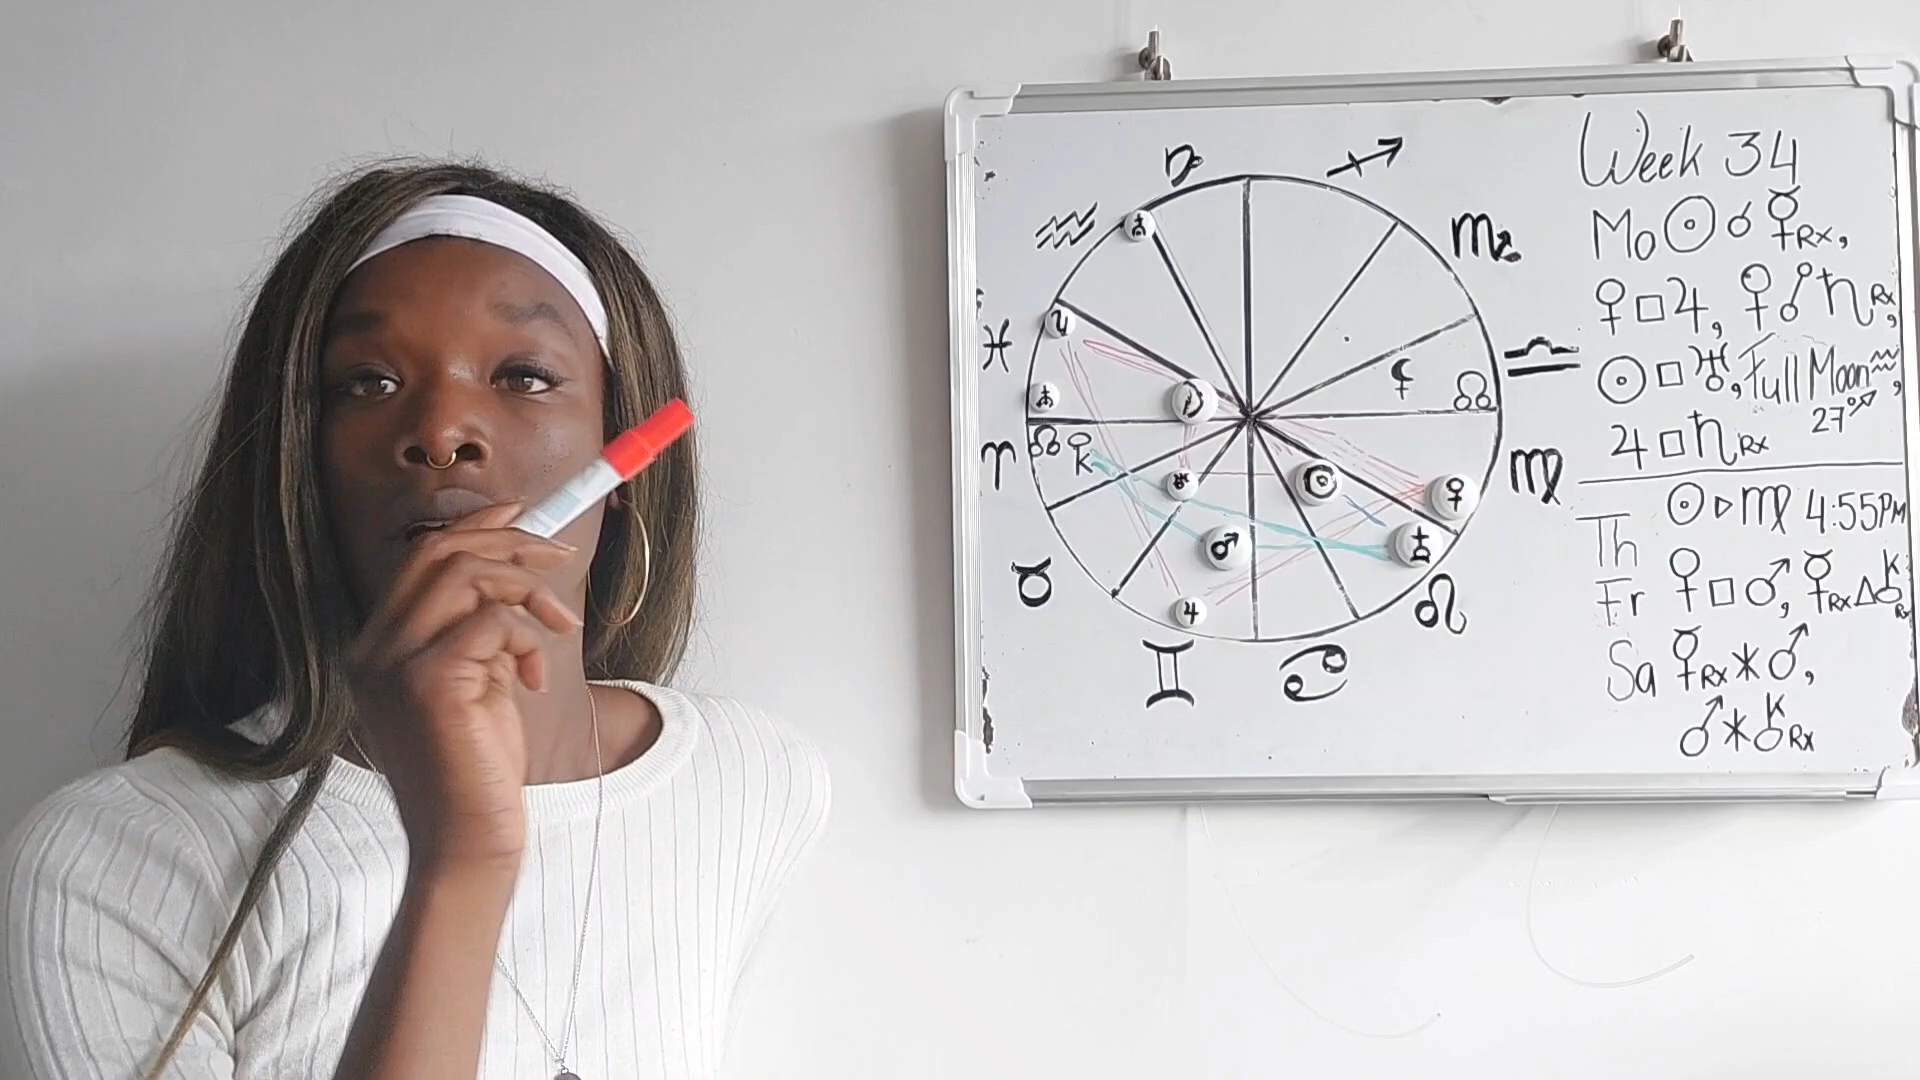 Week 34
Mo ☉ ☌ ☿Rx,
♀ □ ♃, ♀ ☍ ♄Rx,
☉ □ ♅, Full Moon ♒,
27°
♃ □ ♄Rx
☉ ▷ ♍ 4:55PM
Th
Fr ♀ □ ♂, ☿Rx △ ⚷Rx
Sa ☿Rx ⚹ ♂,
♂ ⚹ ⚷Rx
♑ ♐
♒ ♏
♓ ♎
♈ ♍
♉ ♌
♊ ♋